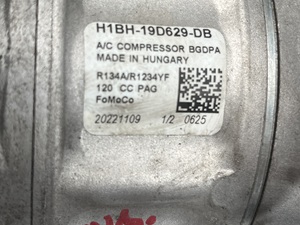 H1BH-19D629-DB
A/C COMPRESSOR BGDPA
MADE IN HUNGARY
R134A/R1234YF
120 CC PAG
FoMoCo
20221109 1/2 0625